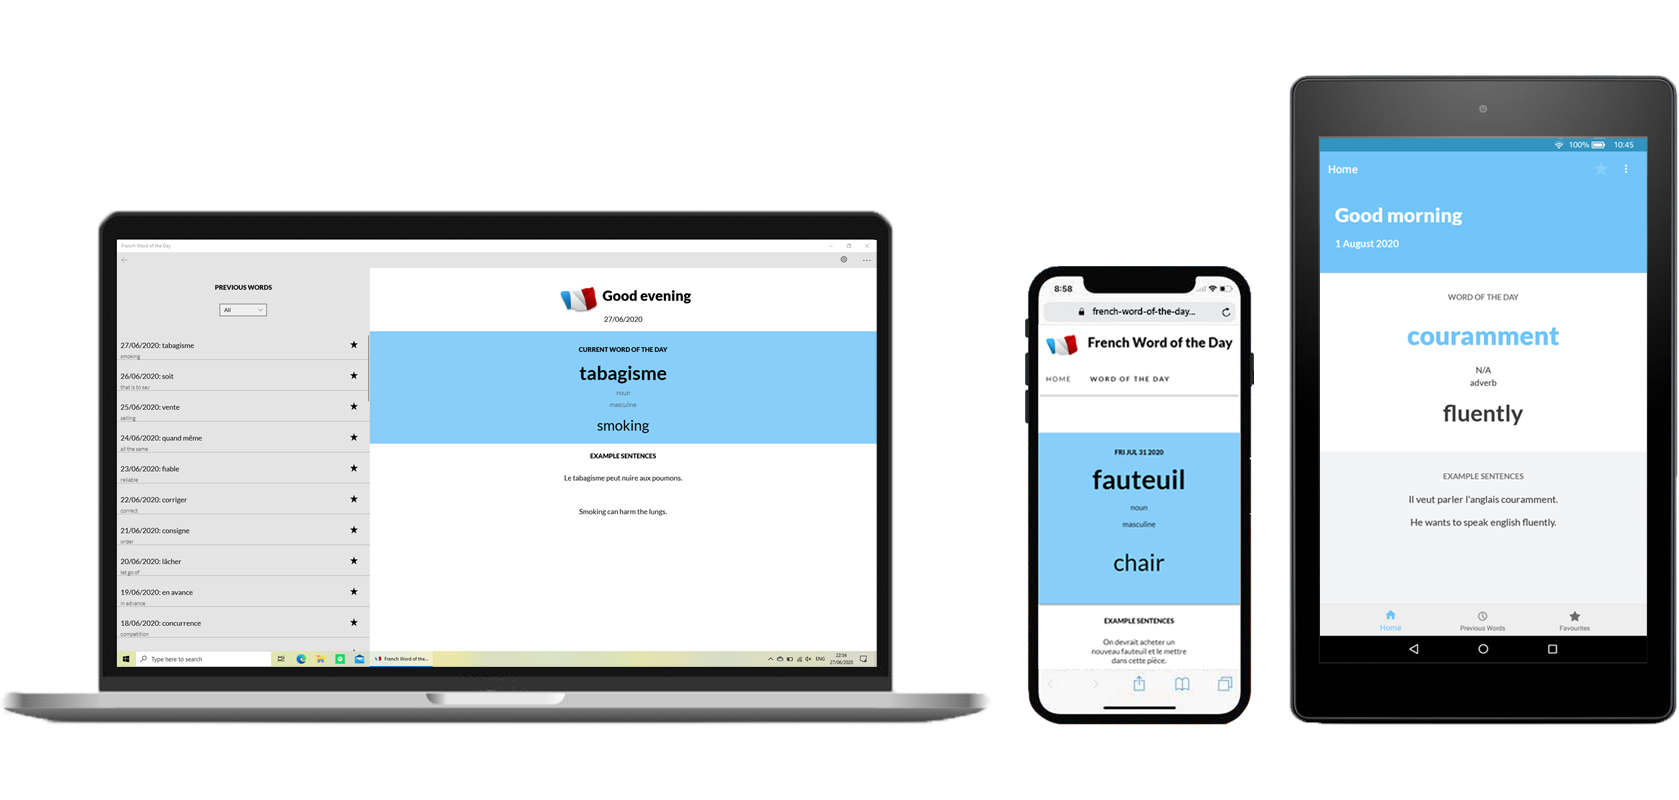 French Word of the Day
PREVIOUS WORDS
All
27/06/2020: tabagisme
smoking
26/06/2020: soit
that is to say
25/06/2020: vente
selling
24/06/2020: quand même
all the same
23/06/2020: fiable
reliable
22/06/2020: corriger
correct
21/06/2020: consigne
order
20/06/2020: lâcher
let go of
19/06/2020: en avance
in advance
18/06/2020: concurrence
competition
Good evening
27/06/2020
CURRENT WORD OF THE DAY
tabagisme
noun
masculine
smoking
EXAMPLE SENTENCES
Le tabagisme peut nuire aux poumons.
Smoking can harm the lungs.
Type here to search
French Word of the...
ENG
22:54
27/06/2020
8:58
french-word-of-the-day...
French Word of the Day
HOME WORD OF THE DAY
FRI JUL 31 2020
fauteuil
noun
masculine
chair
EXAMPLE SENTENCES
On devrait acheter un
nouveau fauteuil et le mettre
dans cette pièce.
100% 10:45
Home
Good morning
1 August 2020
WORD OF THE DAY
couramment
N/A
adverb
fluently
EXAMPLE SENTENCES
Il veut parler l'anglais couramment.
He wants to speak english fluently.
Home Previous Words Favourites